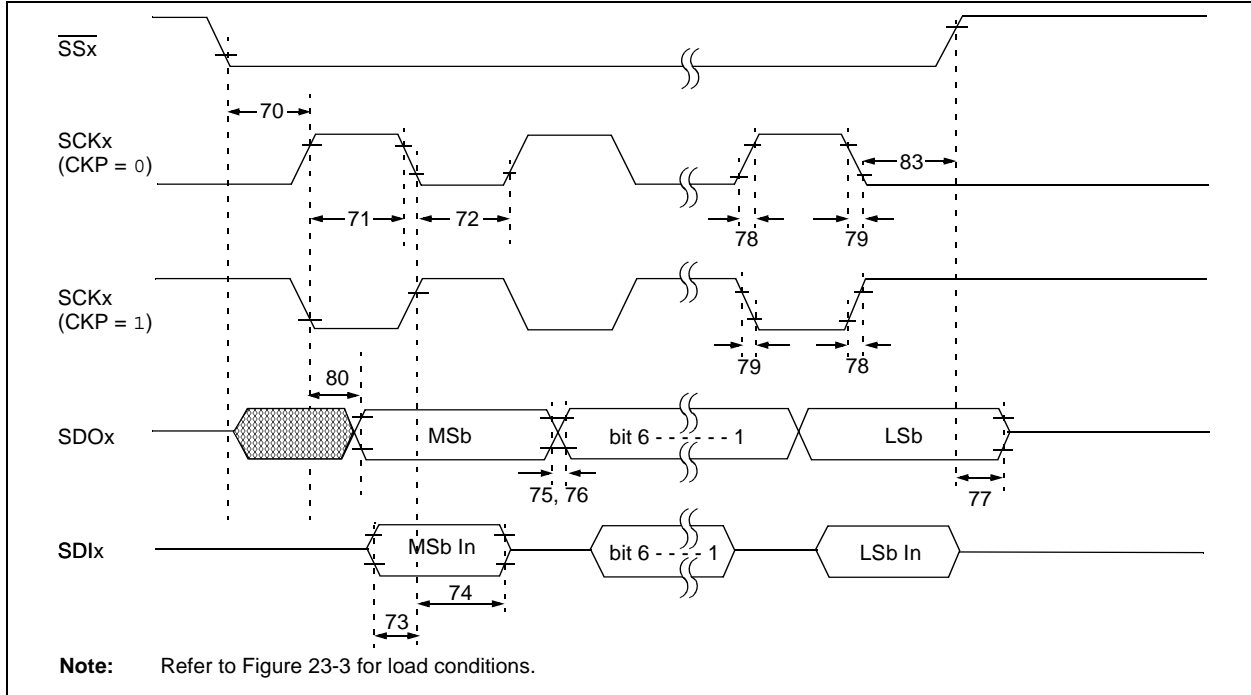 SSx
70
SCKx
(CKP = 0)
83
71
72
78
79
SCKx
(CKP = 1)
79
78
80
SDOx
MSb
bit 6 - - - - - - 1
LSb
75, 76
77
SDIx
MSb In
bit 6 - - - - 1
LSb In
74
73
Note: Refer to Figure 23-3 for load conditions.